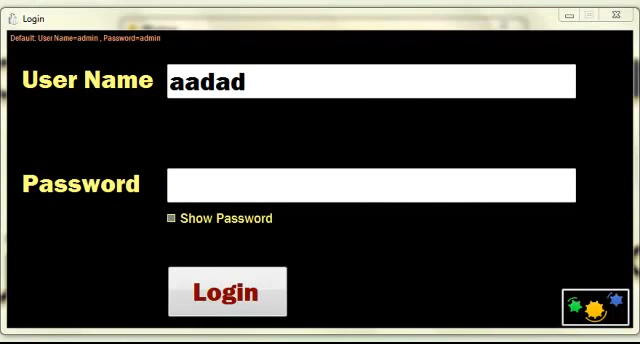 Login
Default: User Name=admin , Password=admin
User Name
aadad
Password
Show Password
Login